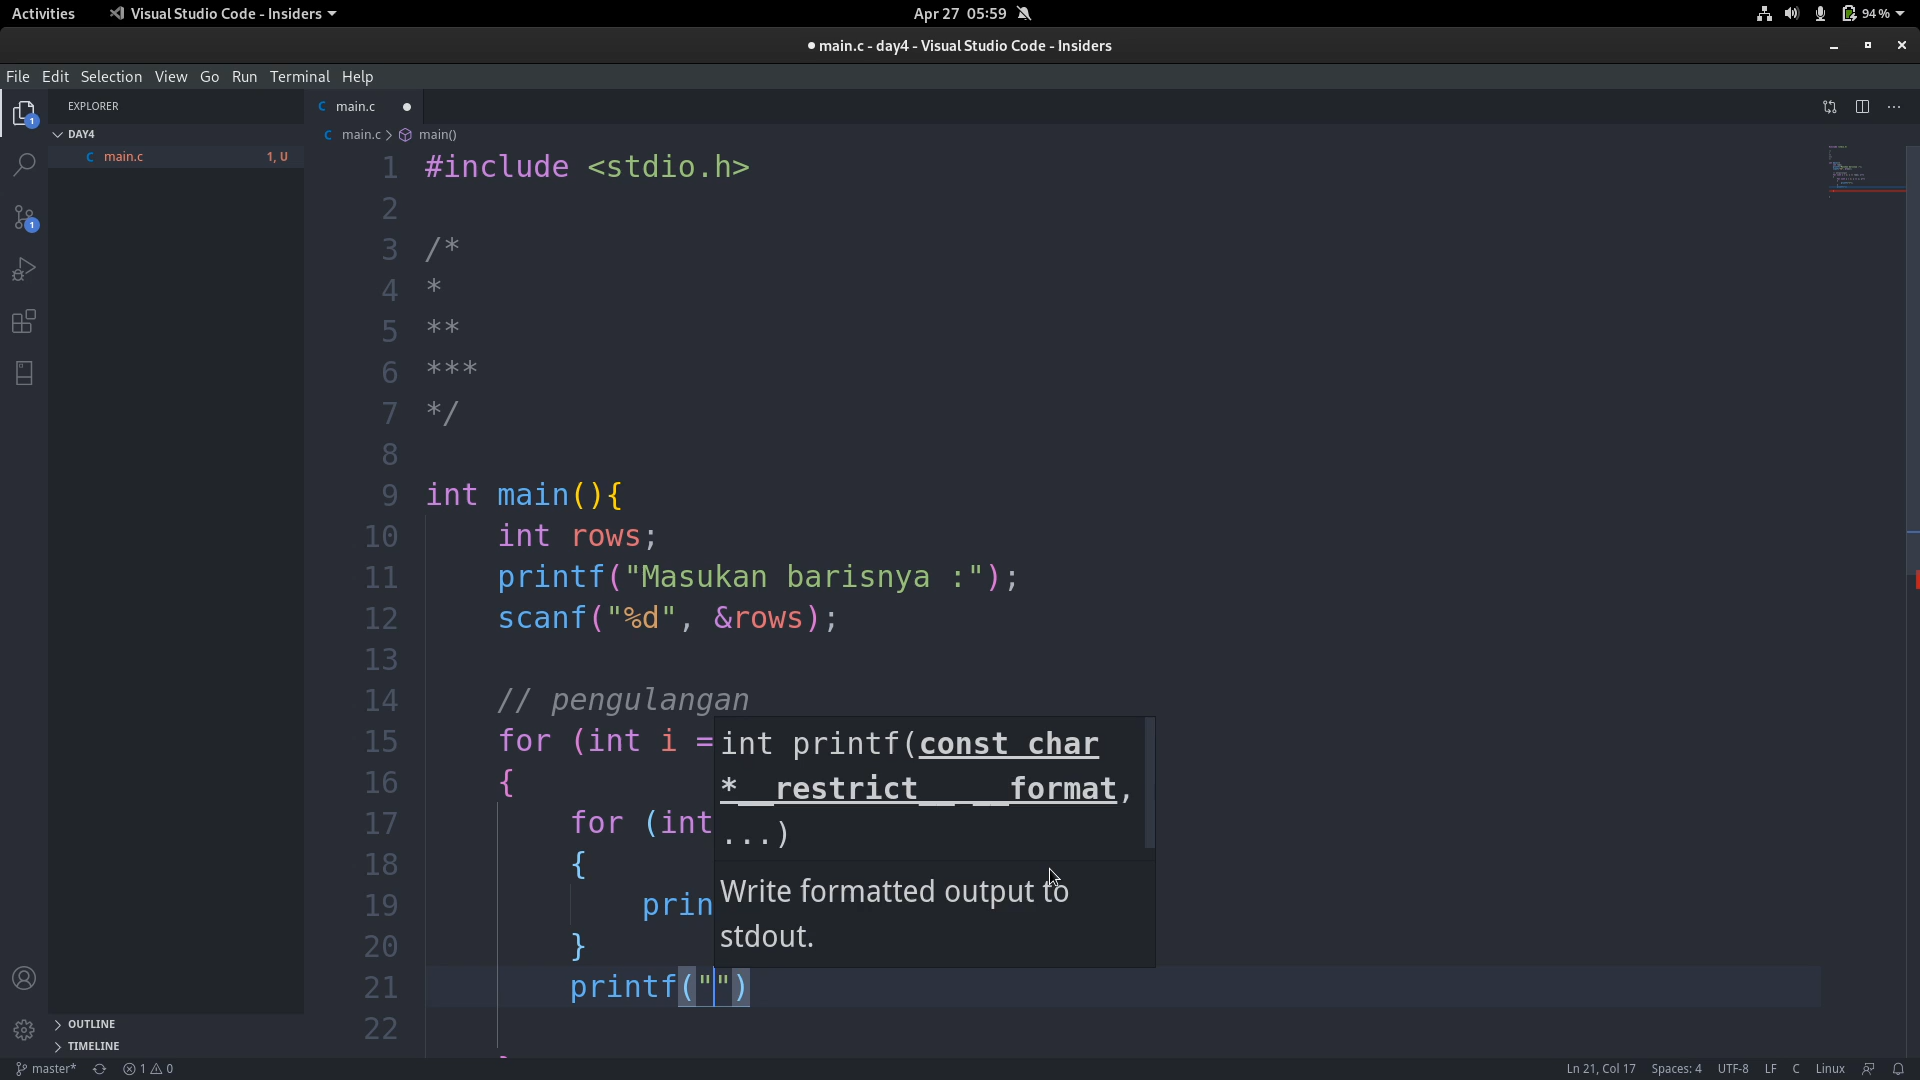 Activities Visual Studio Code - Insiders Apr 27 05:59 94 %
● main.c - day4 - Visual Studio Code - Insiders
File Edit Selection View Go Run Terminal Help
EXPLORER
DAY4
C main.c 1, U
1
1
C main.c
C main.c > main()
1 #include <stdio.h>
2
3 /*
4 *
5 **
6 ***
7 */
8
9 int main(){
10 int rows;
11 printf("Masukan barisnya :");
12 scanf("%d", &rows);
13
14 // pengulangan
15 for (int i =
16 {
17 for (int
18 {
19 prin
20 }
21 printf("")
22
int printf(const char
*__restrict__ __format,
...)
Write formatted output to
stdout.
OUTLINE
TIMELINE
master* 1 0 Ln 21, Col 17 Spaces: 4 UTF-8 LF C Linux